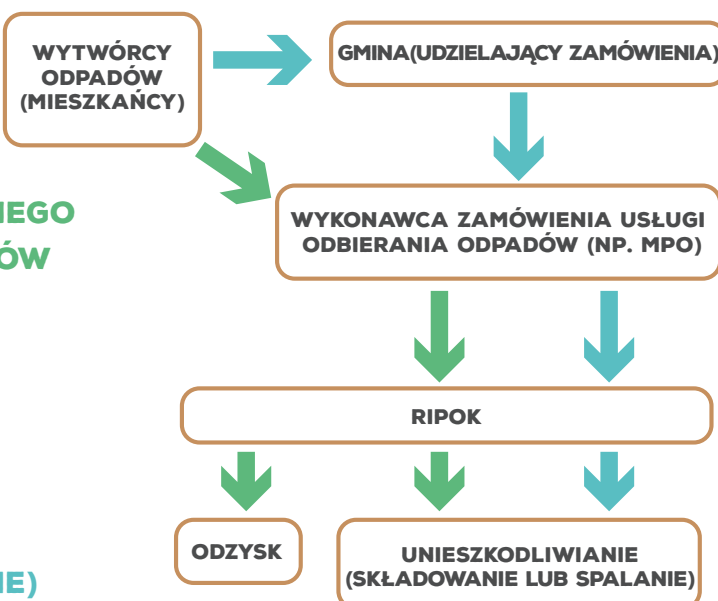 WYTWÓRCY
ODPADÓW
(MIESZKAŃCY)
GMINA(UDZIELAJĄCY ZAMÓWIENIA)
WYKONAWCA ZAMÓWIENIA USŁUGI
ODBIERANIA ODPADÓW (NP. MPO)
RIPOK
ODZYSK
UNIESZKODLIWIANIE
(SKŁADOWANIE LUB SPALANIE)